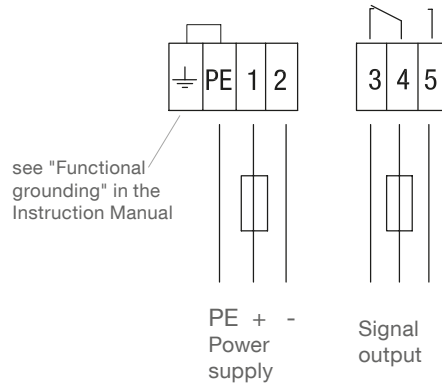 ⏚ PE 1 2
3 4 5
see "Functional
grounding" in the
Instruction Manual
PE + -
Power
supply
Signal
output